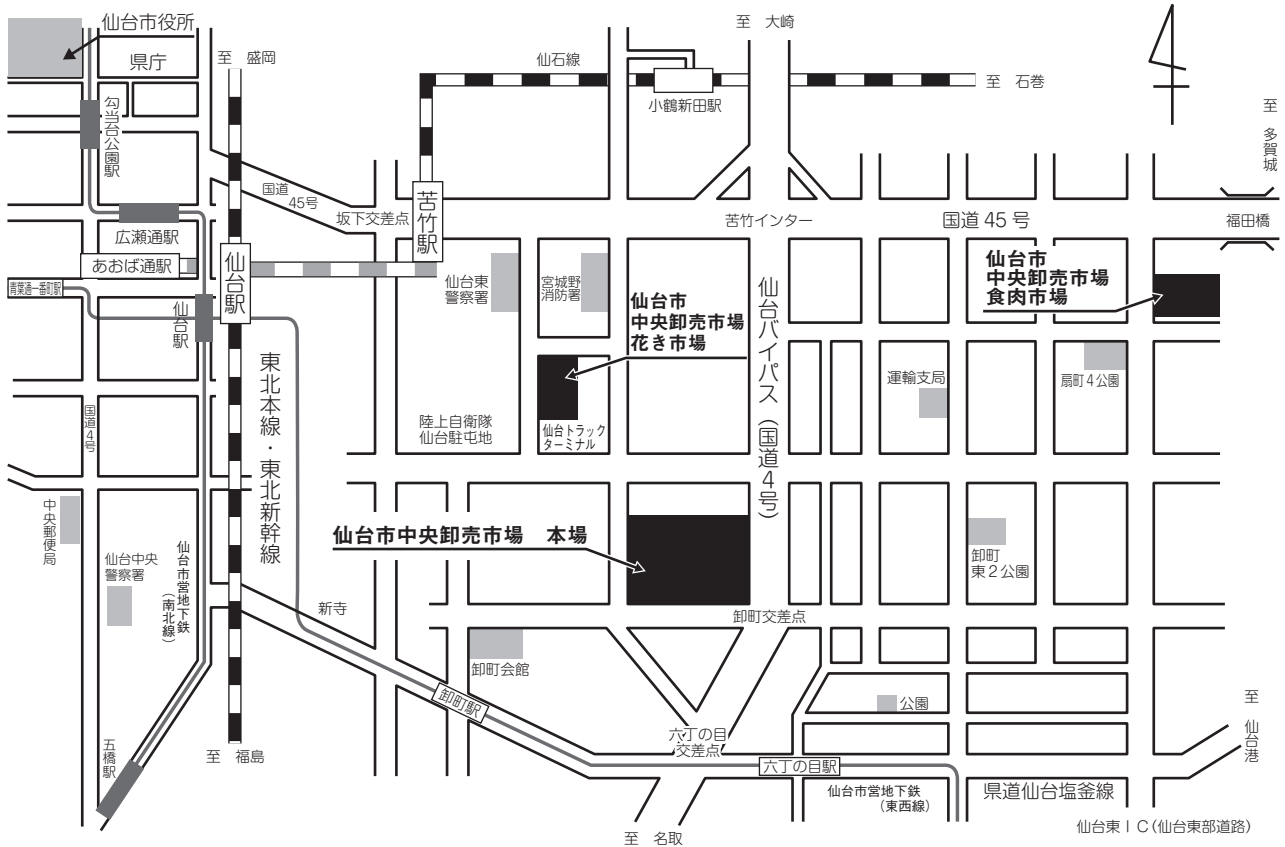 仙台市役所
県庁
至 盛岡
仙石線
至 大崎
小鶴新田駅
至 石巻
至 多賀城
勾当台公園駅
国道
45号
坂下交差点
苦竹駅
苦竹インター
国道 45 号
福田橋
広瀬通駅
あおば通駅
仙台駅
青葉通一番町駅
仙台駅
仙台東
警察署
宮城野
消防署
仙台市
中央卸売市場
花き市場
仙台バイパス（国道4号）
仙台市
中央卸売市場
食肉市場
東北本線・東北新幹線
国道4号
陸上自衛隊
仙台駐屯地
仙台トラック
ターミナル
運輸支局
扇町４公園
中央郵便局
仙台中央
警察署
仙台市営地下鉄
（南北線）
仙台市中央卸売市場　本場
卸町
東２公園
新寺
卸町交差点
卸町会館
卸町駅
公園
六丁の目
交差点
六丁の目駅
至 仙台港
五橋駅
至 福島
仙台市営地下鉄
（東西線）
県道仙台塩釜線
至 名取
仙台東ＩＣ(仙台東部道路)